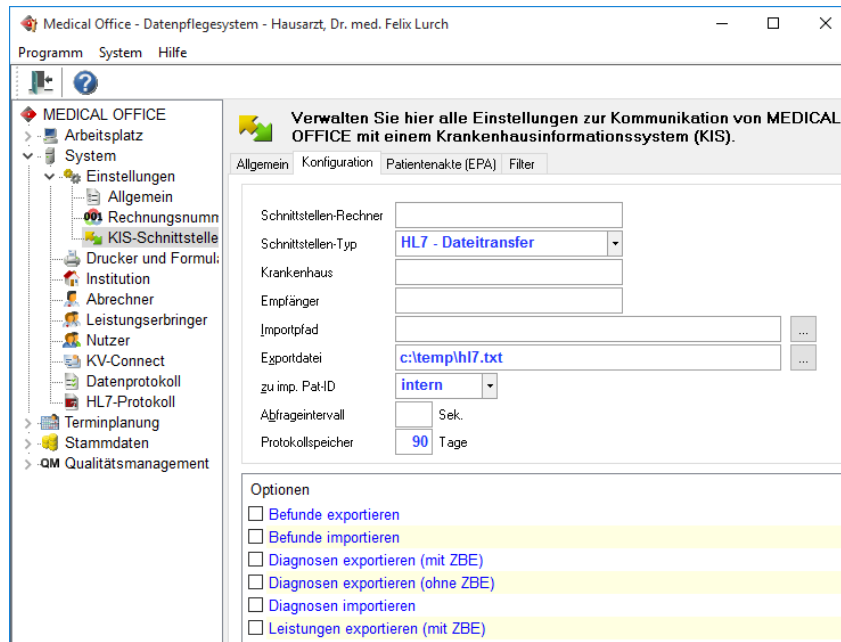 Medical Office - Datenpflegesystem - Hausarzt, Dr. med. Felix Lurch
Programm System Hilfe
MEDICAL OFFICE
Arbeitsplatz
System
Einstellungen
Allgemein
001 Rechnungsnumm
KIS-Schnittstelle
Drucker und Formul
Institution
Abrechner
Leistungserbringer
Nutzer
KV-Connect
Datenprotokoll
HL7-Protokoll
Terminplanung
Stammdaten
QM Qualitätsmanagement
Verwalten Sie hier alle Einstellungen zur Kommunikation von MEDICAL
OFFICE mit einem Krankenhausinformationssystem (KIS).
Allgemein Konfiguration Patientenakte (EPA) Filter
Schnittstellen-Rechner
Schnittstellen-Typ HL7 - Dateitransfer
Krankenhaus
Empfänger
Importpfad ...
Exportdatei c:\temp\hl7.txt ...
zu imp. Pat-ID intern
Abfrageintervall Sek.
Protokollspeicher 90 Tage
Optionen
Befunde exportieren
Befunde importieren
Diagnosen exportieren (mit ZBE)
Diagnosen exportieren (ohne ZBE)
Diagnosen importieren
Leistungen exportieren (mit ZBE)